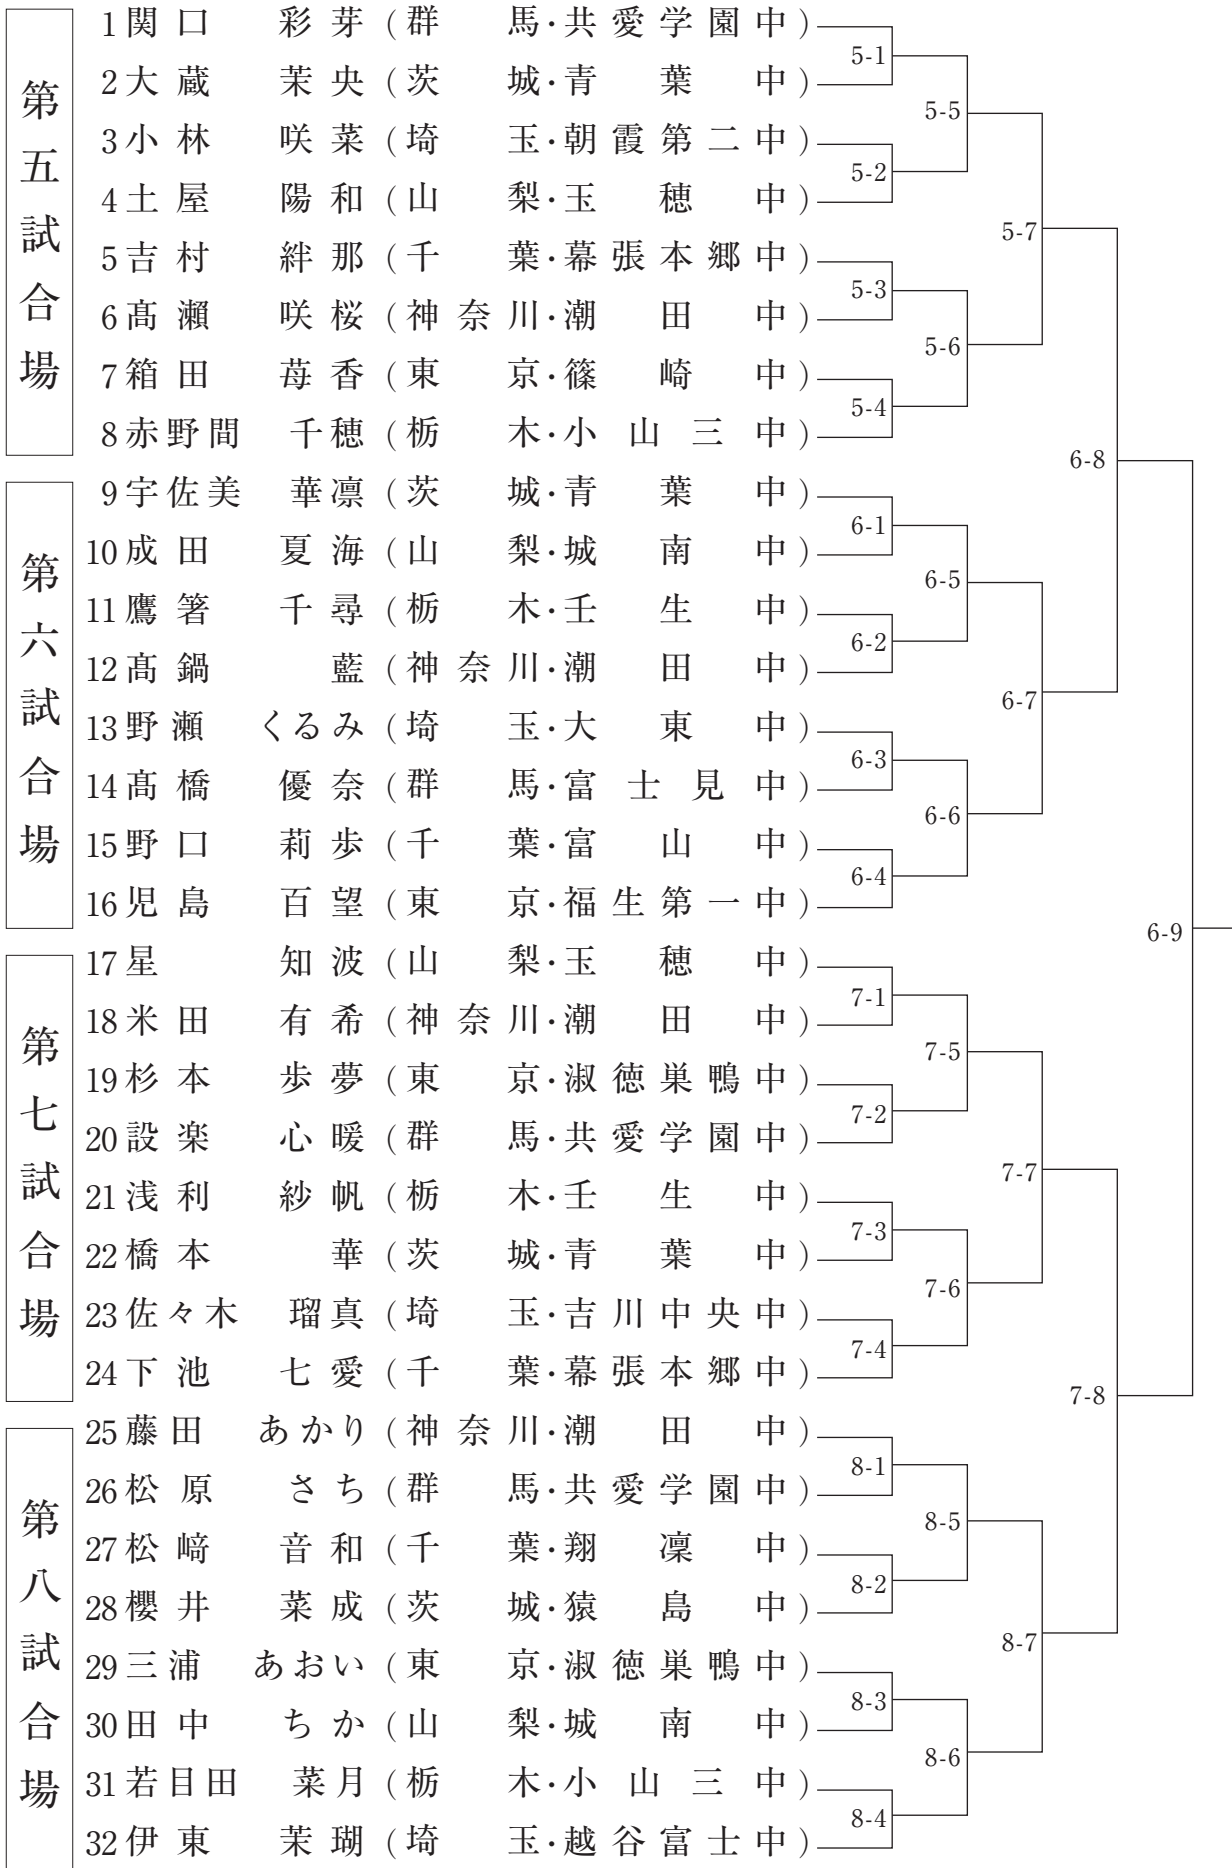 第五試合場
1 関口 彩芽 (群馬・共愛学園中)
2 大蔵 茉央 (茨城・青葉中)
3 小林 咲菜 (埼玉・朝霞第二中)
4 土屋 陽和 (山梨・玉穂中)
5 吉村 絆那 (千葉・幕張本郷中)
6 髙瀨 咲桜 (神奈川・潮田中)
7 箱田 苺香 (東京・篠崎中)
8 赤野間 千穂 (栃木・小山三中)
5-1
5-2
5-3
5-4
5-5
5-6
5-7
第六試合場
9 宇佐美 華凛 (茨城・青葉中)
10 成田 夏海 (山梨・城南中)
11 鷹箸 千尋 (栃木・壬生中)
12 髙鍋 藍 (神奈川・潮田中)
13 野瀬 くるみ (埼玉・大東中)
14 髙橋 優奈 (群馬・富士見中)
15 野口 莉歩 (千葉・富山中)
16 児島 百望 (東京・福生第一中)
6-1
6-2
6-3
6-4
6-5
6-6
6-7
6-8
6-9
第七試合場
17 星 知波 (山梨・玉穂中)
18 米田 有希 (神奈川・潮田中)
19 杉本 歩夢 (東京・淑徳巣鴨中)
20 設楽 心暖 (群馬・共愛学園中)
21 浅利 紗帆 (栃木・壬生中)
22 橋本 華 (茨城・青葉中)
23 佐々木 瑠真 (埼玉・吉川中央中)
24 下池 七愛 (千葉・幕張本郷中)
7-1
7-2
7-3
7-4
7-5
7-6
7-7
7-8
第八試合場
25 藤田 あかり (神奈川・潮田中)
26 松原 さち (群馬・共愛学園中)
27 松﨑 音和 (千葉・翔凜中)
28 櫻井 菜成 (茨城・猿島中)
29 三浦 あおい (東京・淑徳巣鴨中)
30 田中 ちか (山梨・城南中)
31 若目田 菜月 (栃木・小山三中)
32 伊東 茉瑚 (埼玉・越谷富士中)
8-1
8-2
8-3
8-4
8-5
8-6
8-7